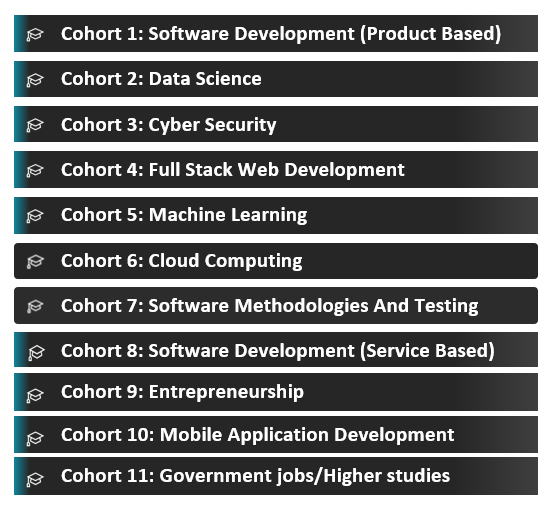 Cohort 1: Software Development (Product Based)
Cohort 2: Data Science
Cohort 3: Cyber Security
Cohort 4: Full Stack Web Development
Cohort 5: Machine Learning
Cohort 6: Cloud Computing
Cohort 7: Software Methodologies And Testing
Cohort 8: Software Development (Service Based)
Cohort 9: Entrepreneurship
Cohort 10: Mobile Application Development
Cohort 11: Government jobs/Higher studies